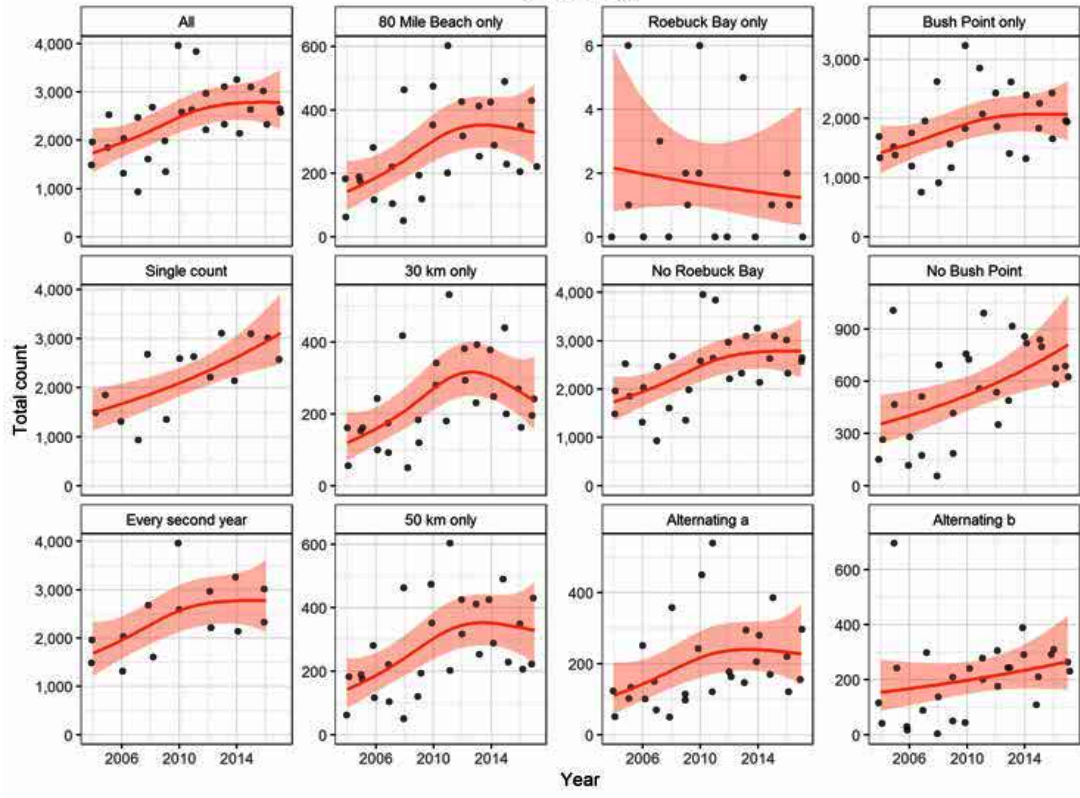 All
80 Mile Beach only
Roebuck Bay only
Bush Point only
4,000
3,000
2,000
1,000
0
600
400
200
0
6
4
2
0
3,000
2,000
1,000
0
Single count
30 km only
No Roebuck Bay
No Bush Point
4,000
3,000
2,000
1,000
0
400
200
0
4,000
3,000
2,000
1,000
0
900
600
300
0
Every second year
50 km only
Alternating a
Alternating b
4,000
3,000
2,000
1,000
0
600
400
200
0
400
200
0
600
400
200
0
2006 2010 2014
2006 2010 2014
2006 2010 2014
2006 2010 2014
Total count
Year